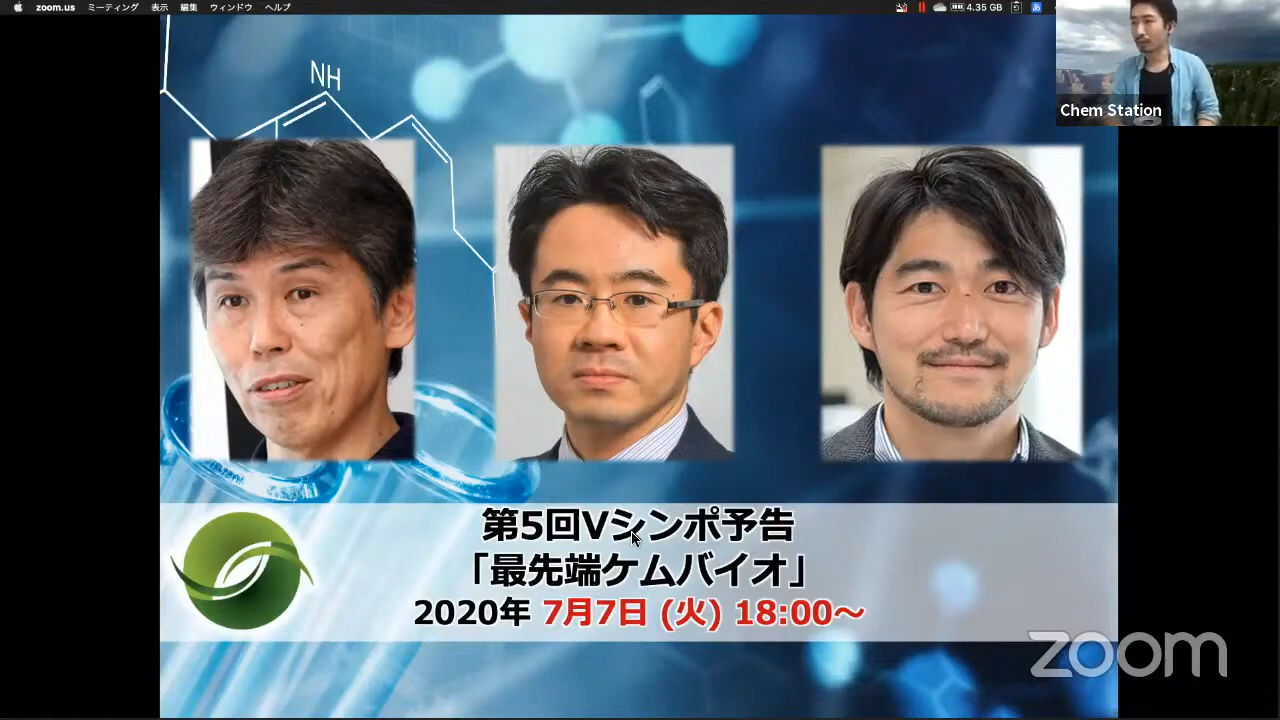 zoom.us ミーティング 表示 編集 ウィンドウ ヘルプ 4.35 GB あ
NH
Chem Station
第5回Vシンポ予告
「最先端ケムバイオ」
2020年 7月7日 (火) 18:00〜
zoom